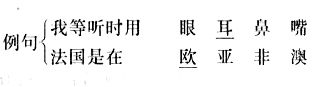 例句
我等听时用 眼 耳 鼻 嘴
法国是在 欧 亚 非 澳